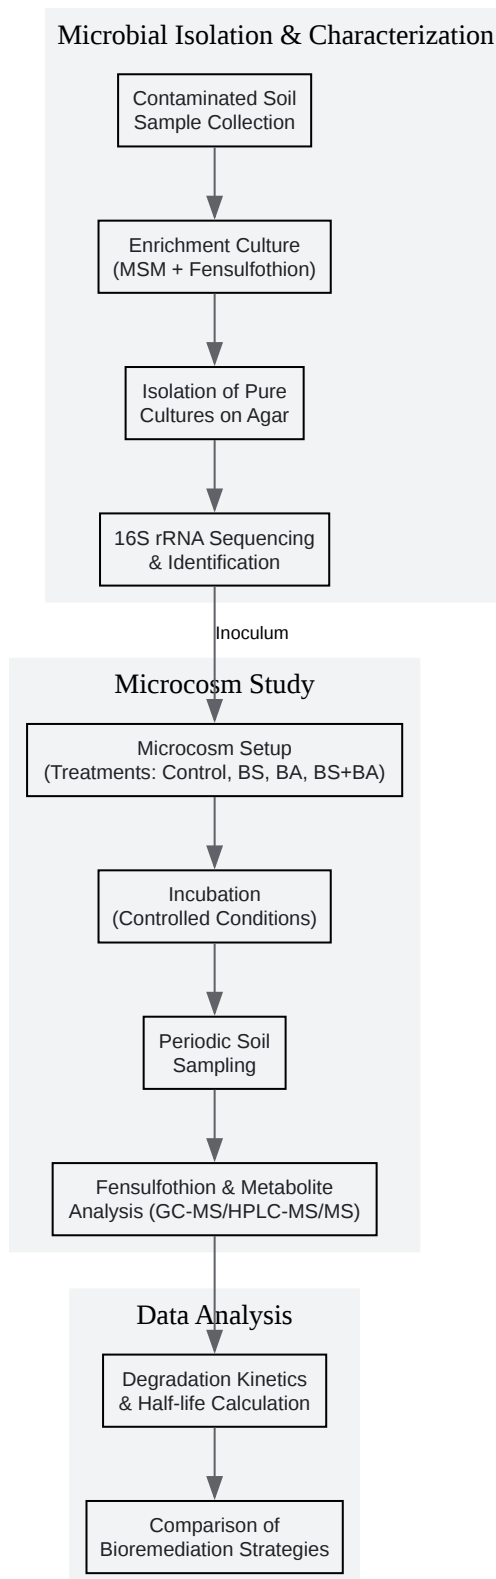 Microbial Isolation & Characterization
Contaminated Soil
Sample Collection
Enrichment Culture
(MSM + Fensulfothion)
Isolation of Pure
Cultures on Agar
16S rRNA Sequencing
& Identification
Inoculum
Microcosm Study
Microcosm Setup
(Treatments: Control, BS, BA, BS+BA)
Incubation
(Controlled Conditions)
Periodic Soil
Sampling
Fensulfothion & Metabolite
Analysis (GC-MS/HPLC-MS/MS)
Data Analysis
Degradation Kinetics
& Half-life Calculation
Comparison of
Bioremediation Strategies